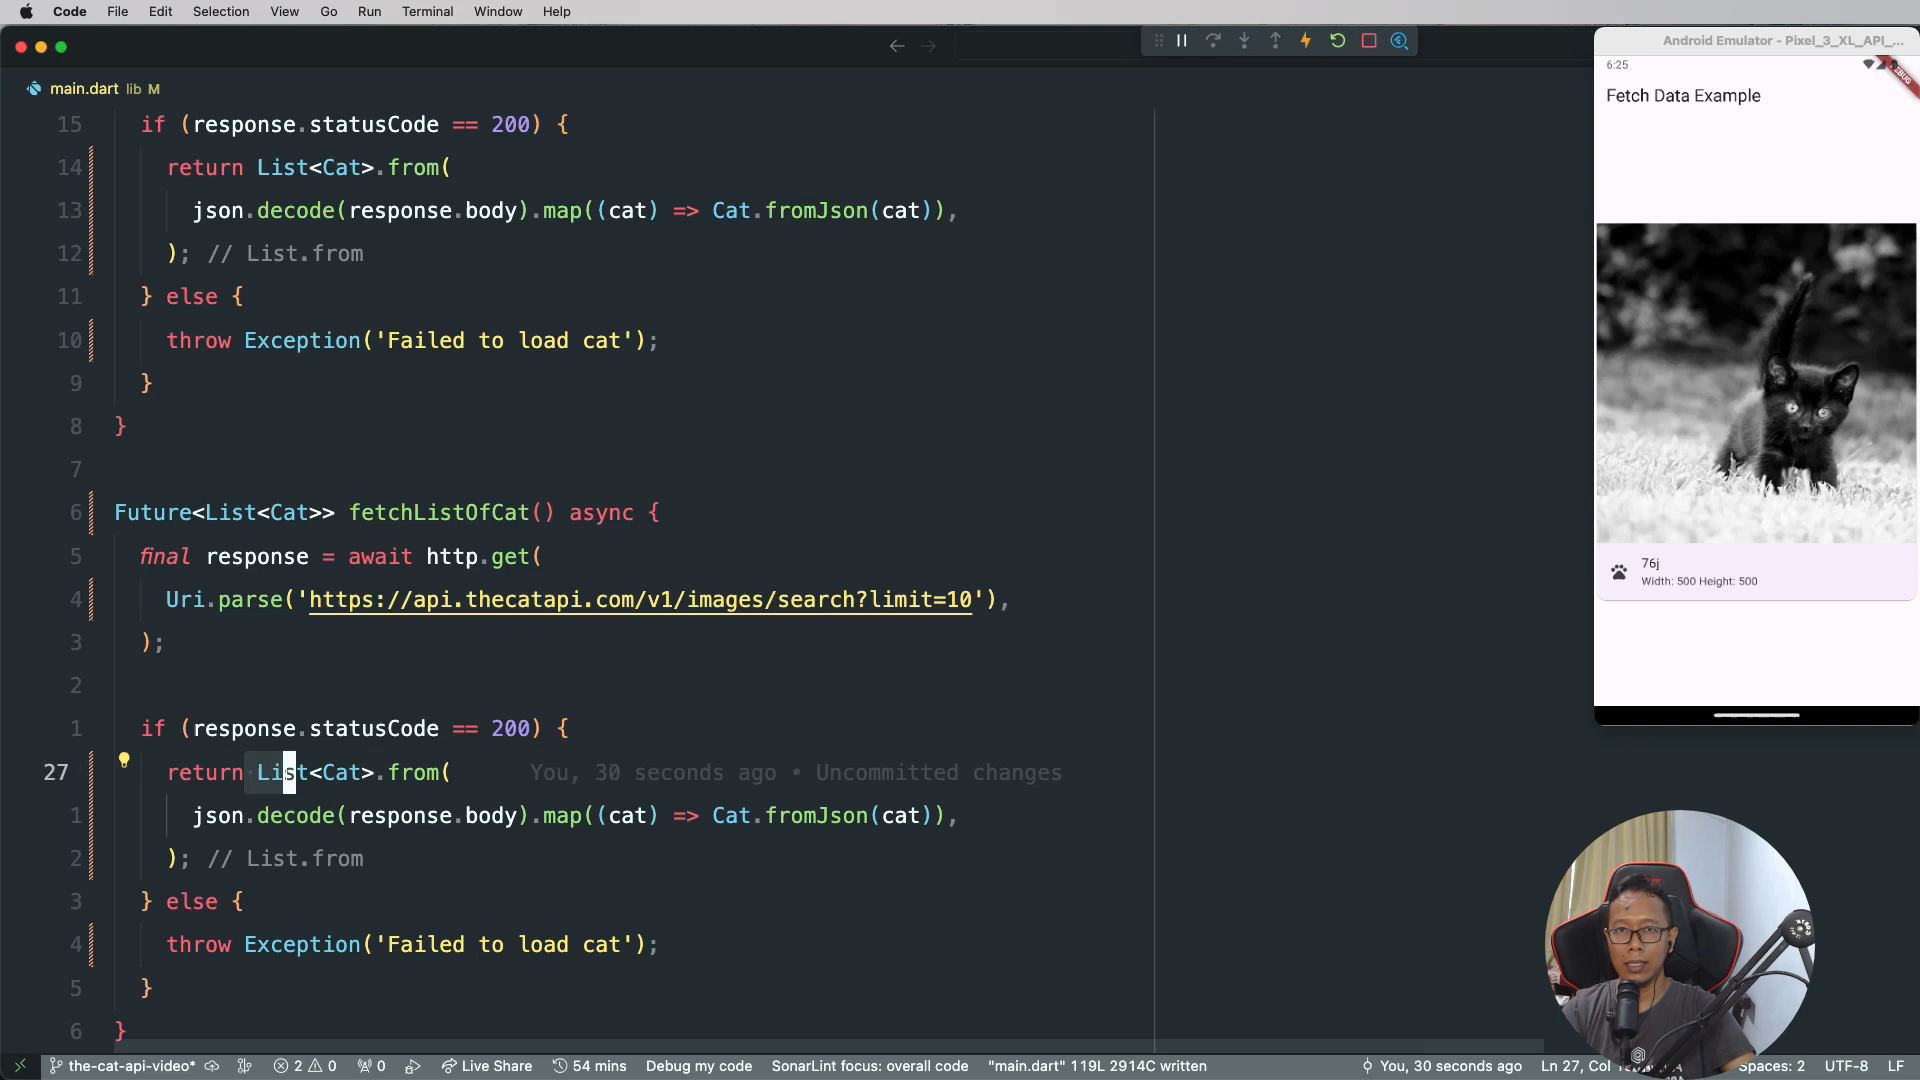 Code File Edit Selection View Go Run Terminal Window Help
Android Emulator - Pixel_3_XL_API_...
main.dart lib M
6:25
Fetch Data Example
15 if (response.statusCode == 200) {
14 return List<Cat>.from(
13 json.decode(response.body).map((cat) => Cat.fromJson(cat)),
12 ); // List.from
11 } else {
10 throw Exception('Failed to load cat');
9 }
8 }
7
6 Future<List<Cat>> fetchListOfCat() async {
5 final response = await http.get(
4 Uri.parse('https://api.thecatapi.com/v1/images/search?limit=10'),
3 );
2
1 if (response.statusCode == 200) {
27 return List<Cat>.from( You, 30 seconds ago • Uncommitted changes
1 json.decode(response.body).map((cat) => Cat.fromJson(cat)),
2 ); // List.from
3 } else {
4 throw Exception('Failed to load cat');
5 }
6 }
76j
Width: 500 Height: 500
the-cat-api-video* 2 0 0 Live Share 54 mins Debug my code SonarLint focus: overall code "main.dart" 119L 2914C written You, 30 seconds ago Ln 27, Col Spaces: 2 UTF-8 LF